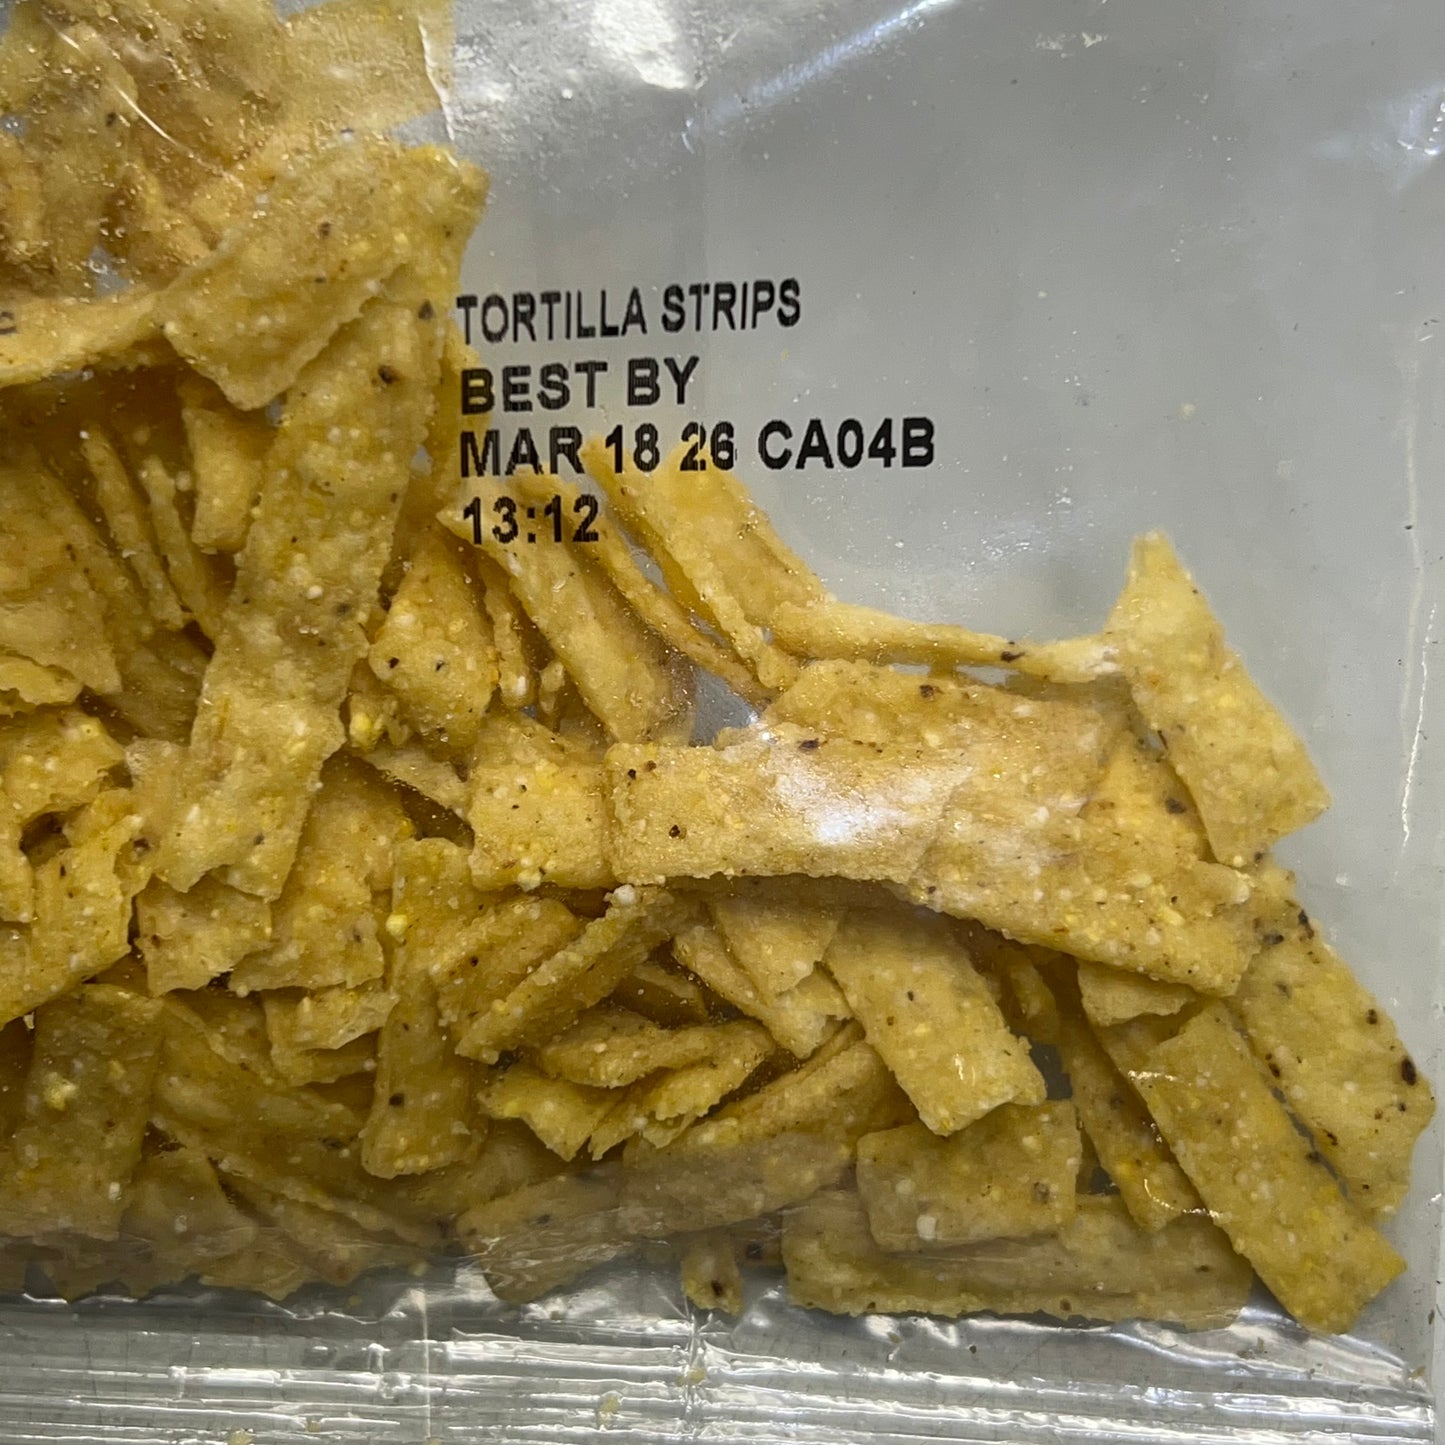 TORTILLA STRIPS
BEST BY
MAR 18 26 CA04B
13:12